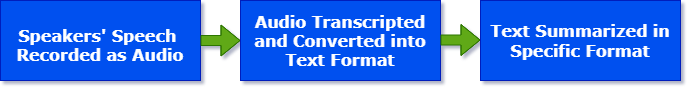 Speakers' Speech
Recorded as Audio
Audio Transcripted
and Converted into
Text Format
Text Summarized in
Specific Format